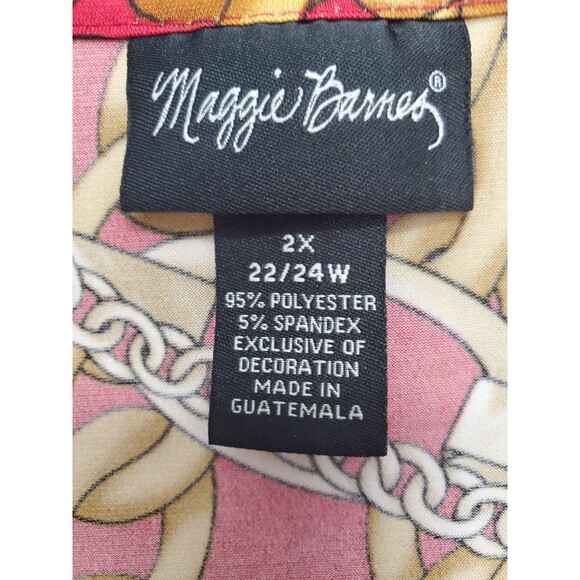 Maggie Barnes®
2X
22/24W
95% POLYESTER
5% SPANDEX
EXCLUSIVE OF
DECORATION
MADE IN
GUATEMALA